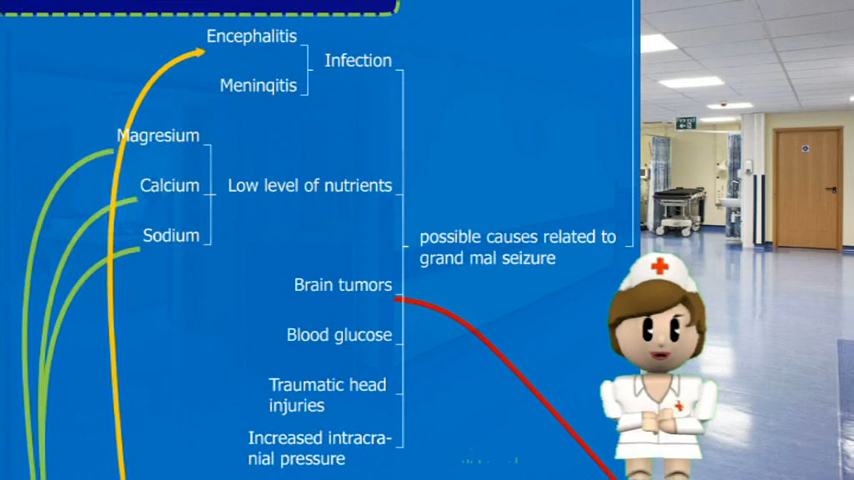 Encephalitis
Infection
Meninqitis
Magresium
Calcium
Low level of nutrients
Sodium
possible causes related to
grand mal seizure
Brain tumors
Blood glucose
Traumatic head
injuries
Increased intracra-
nial pressure